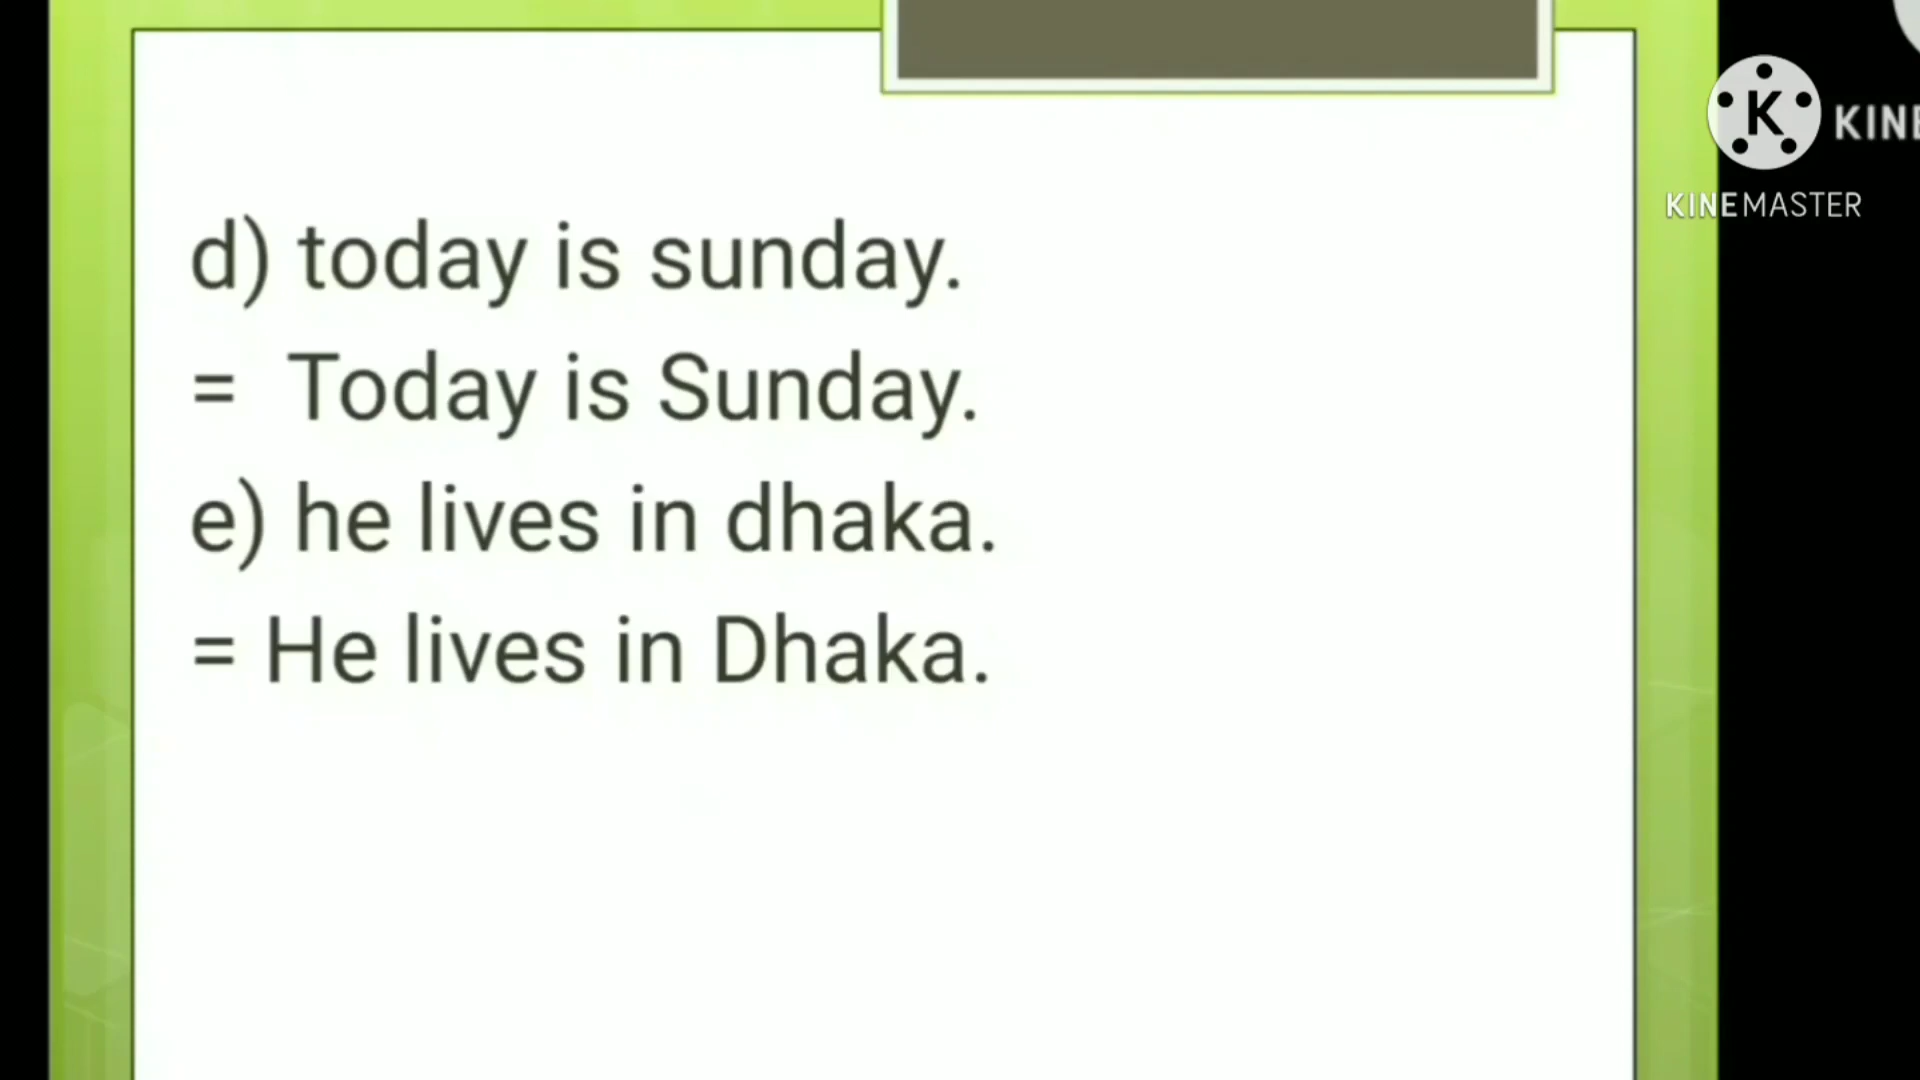 d) today is sunday.
= Today is Sunday.
e) he lives in dhaka.
= He lives in Dhaka.
K
KINEMASTER
KINE